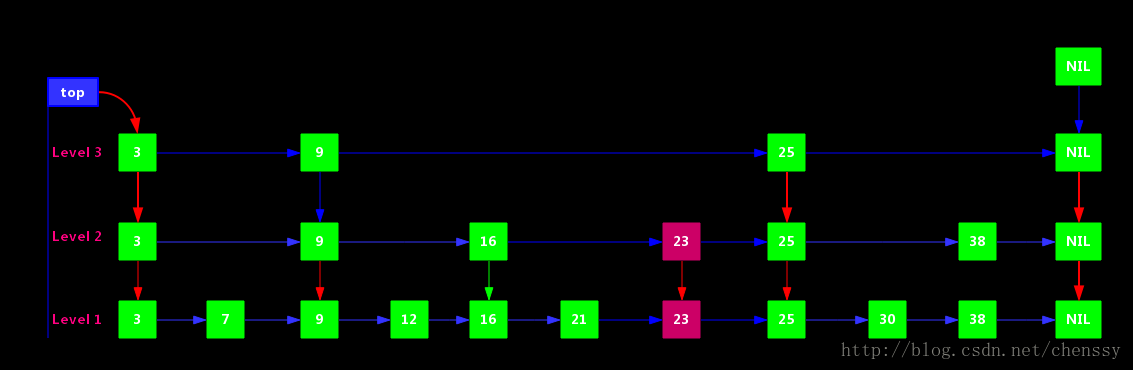 NIL
top
Level 3 3 9 25 NIL
Level 2 3 9 16 23 25 38 NIL
Level 1 3 7 9 12 16 21 23 25 30 38 NIL
http://blog.csdn.net/chenssy